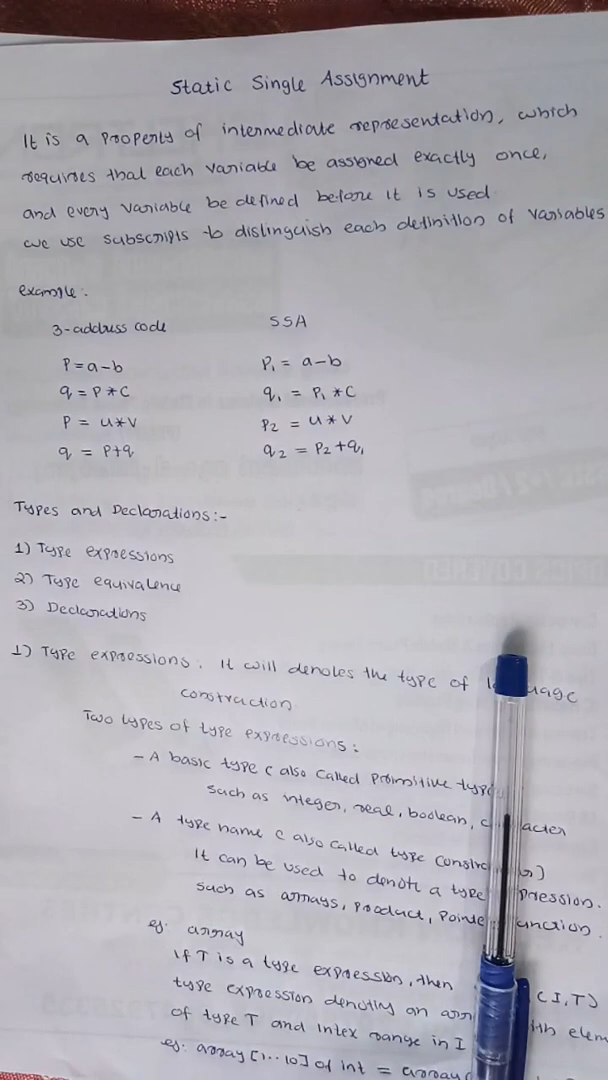 Static Single Assignment
It is a property of intermediate representation, which
requires that each variable be assigned exactly once,
and every variable be defined before it is used.
we use subscripts to distinguish each definition of variables
example:
3-address code SSA
P = a-b P₁ = a-b
q = P*C q₁ = P₁*C
P = u*v P₂ = u*v
q = P+q q₂ = P₂+q₁
Types and Declarations:-
1) Type expressions
2) Type equivalence
3) Declarations
1) Type expressions. It will denotes the type of
construction
Two types of type expressions:
- A basic type ( also called primitive
such as integer, real, boolean,
- A type name ( also called type
It can be used to denote a type
such as arrays, product,
eg: array
If T is a type expression, then (I,T)
type expression denoting an
of type T and intex range in I
eg: array [1...10] of int =